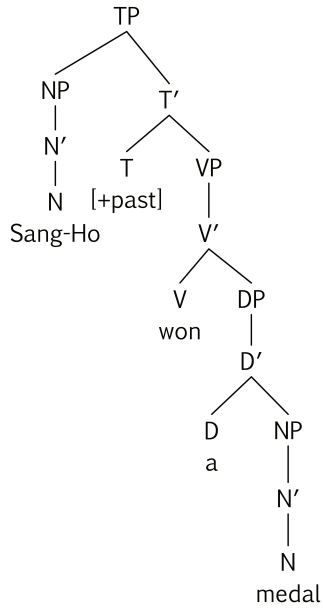 TP
NP T′
N′ T VP
N [+past]
Sang-Ho V′
V DP
won
D′
D NP
a
N′
N
medal